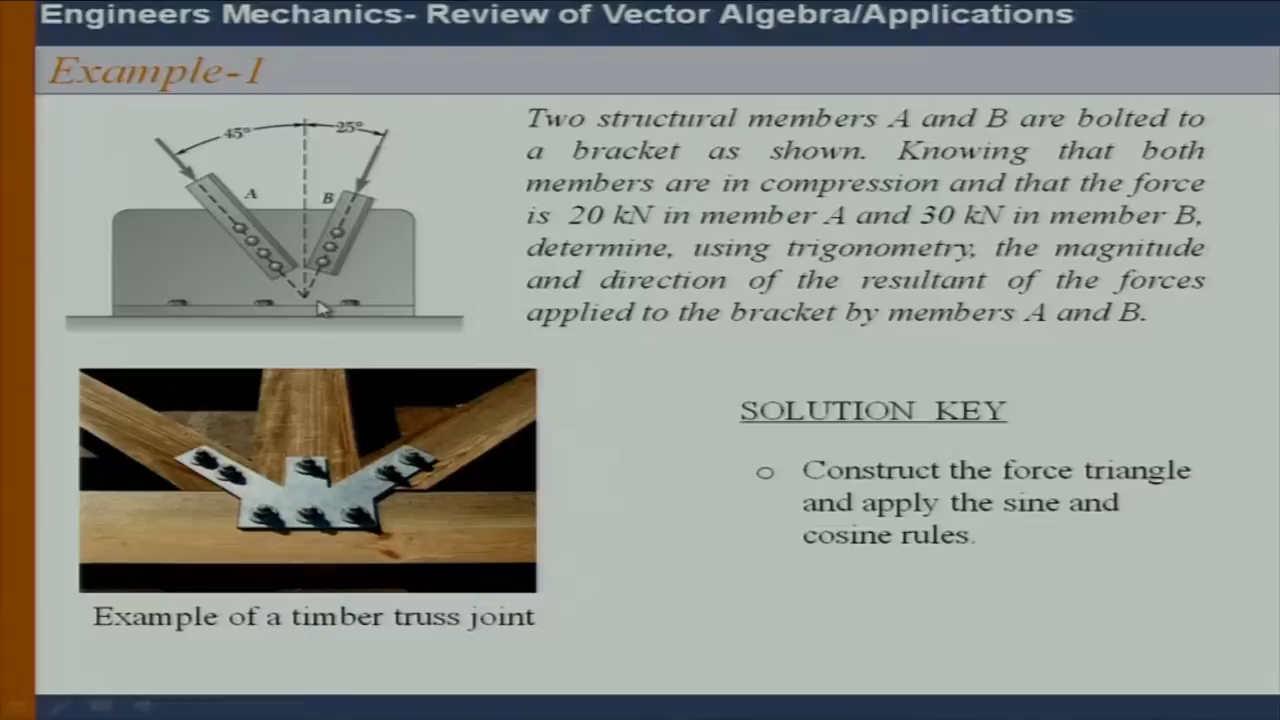 Engineers Mechanics- Review of Vector Algebra/Applications
Example-1
45°
25°
A
B
Two structural members A and B are bolted to
a bracket as shown. Knowing that both
members are in compression and that the force
is 20 kN in member A and 30 kN in member B,
determine, using trigonometry, the magnitude
and direction of the resultant of the forces
applied to the bracket by members A and B.
SOLUTION KEY
o Construct the force triangle
and apply the sine and
cosine rules.
Example of a timber truss joint